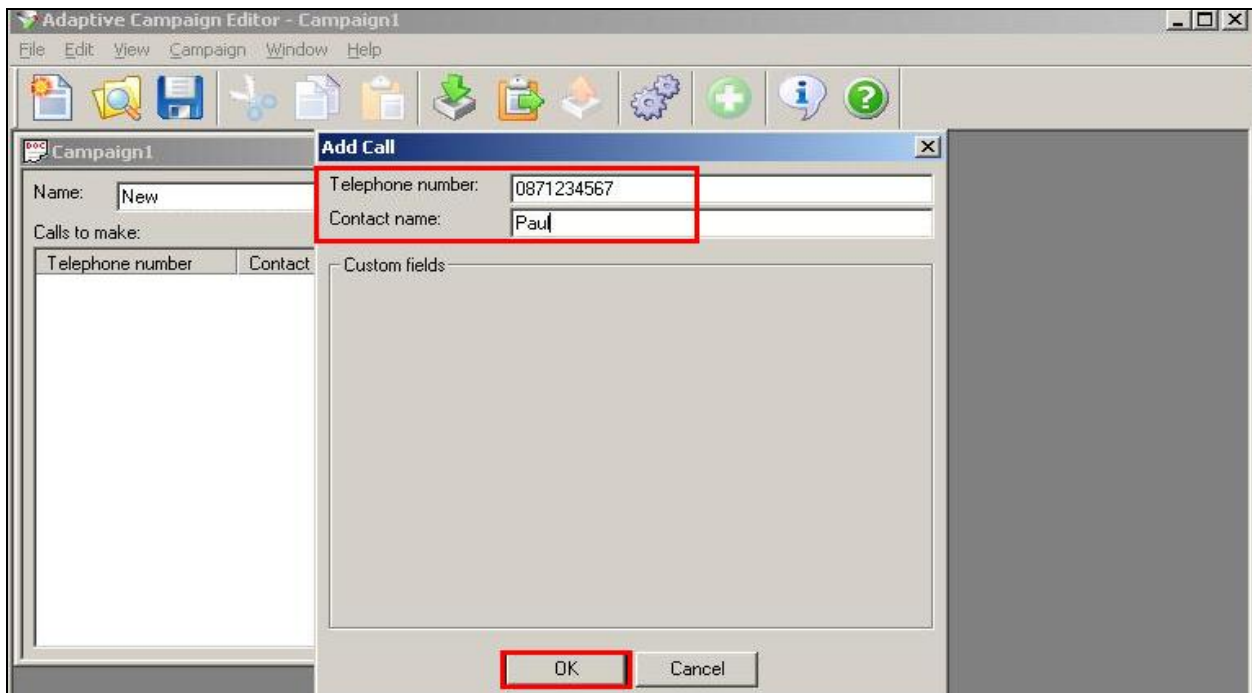 Adaptive Campaign Editor - Campaign1
File Edit View Campaign Window Help
DOC
Campaign1
Name: New
Calls to make:
Telephone number Contact
Add Call
Telephone number: 0871234567
Contact name: Paul
Custom fields
OK Cancel